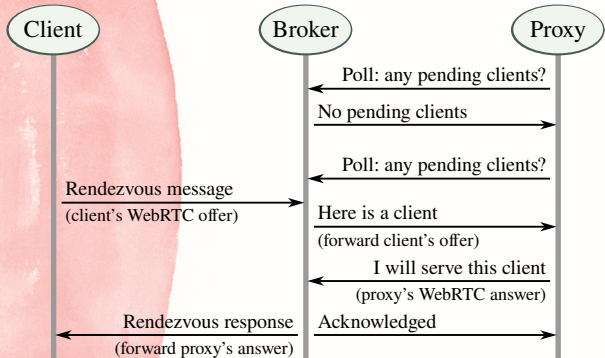 Client
Broker
Proxy
Poll: any pending clients?
No pending clients
Poll: any pending clients?
Rendezvous message
(client's WebRTC offer)
Here is a client
(forward client's offer)
I will serve this client
(proxy's WebRTC answer)
Rendezvous response
(forward proxy's answer)
Acknowledged